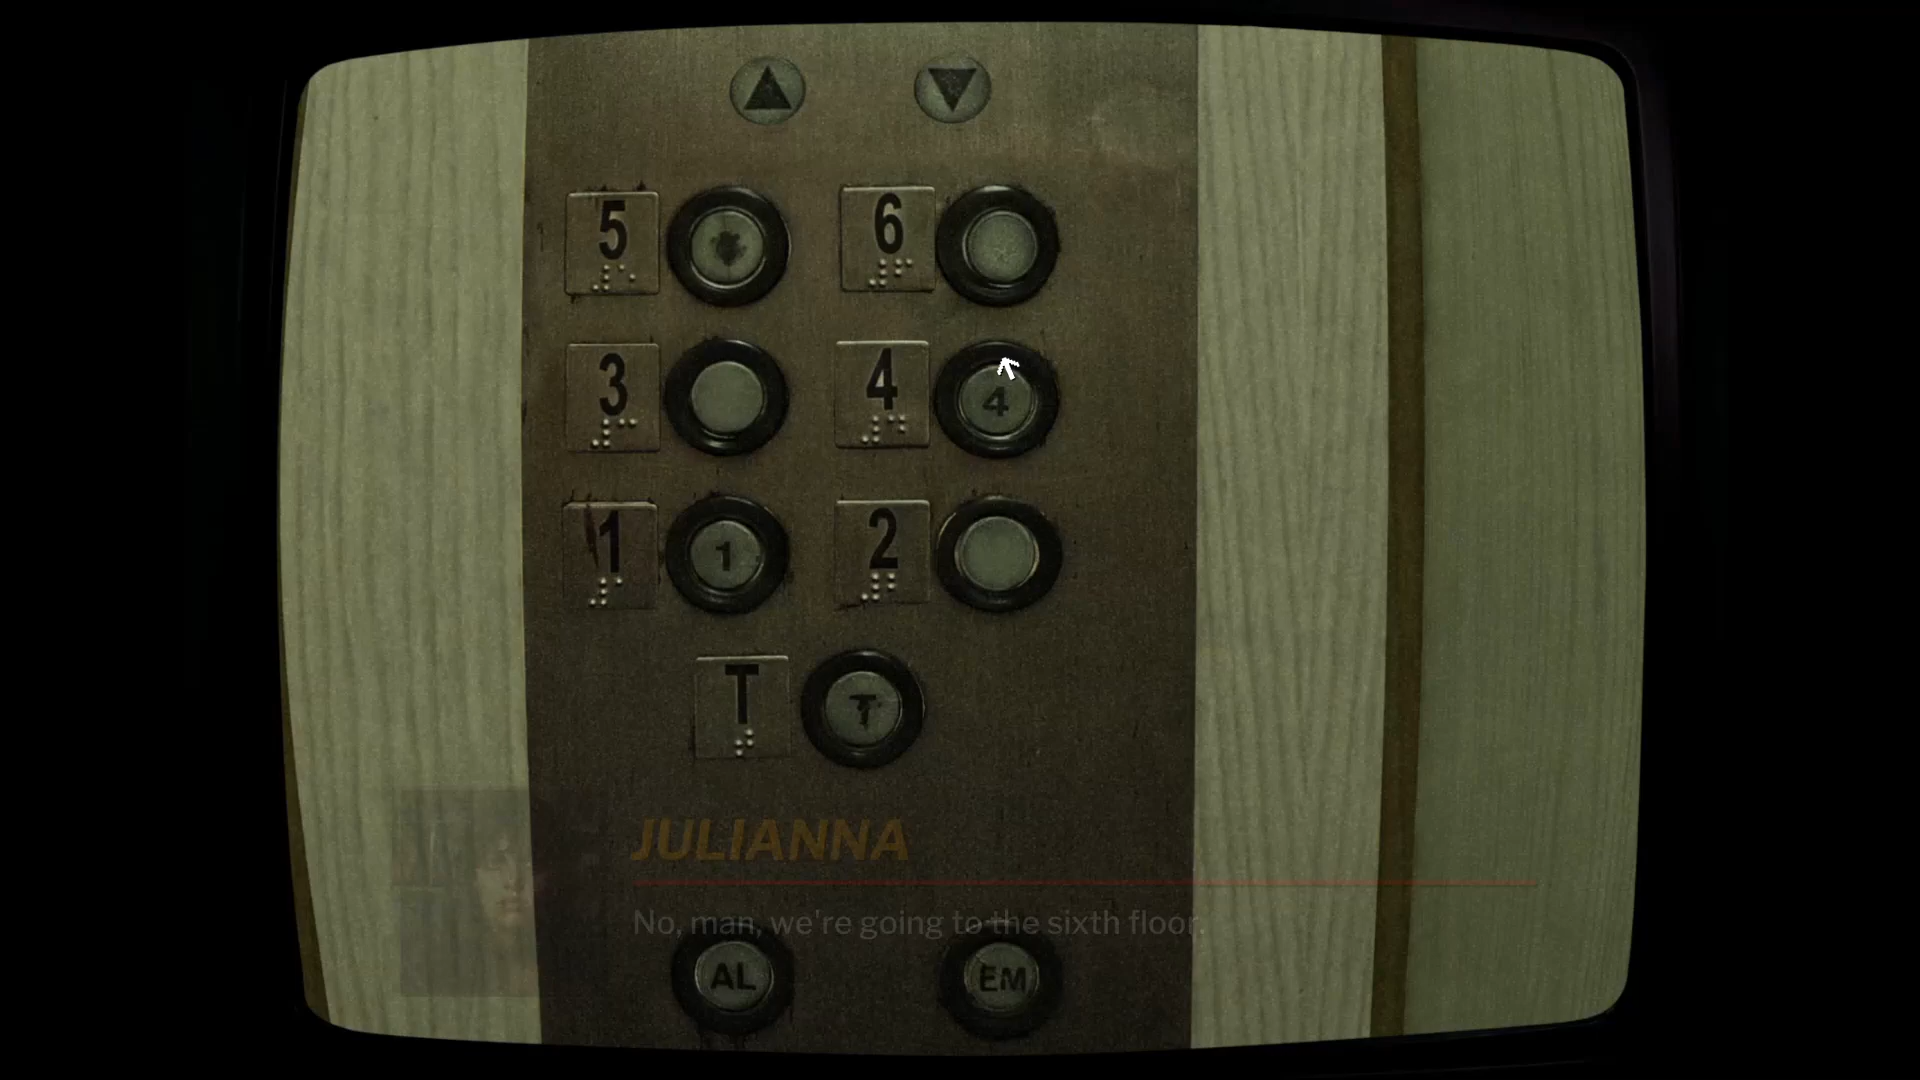 5 6
3 4
4
1 1 2
T T
JULIANNA
No, man, we're going to the sixth floor.
AL EM